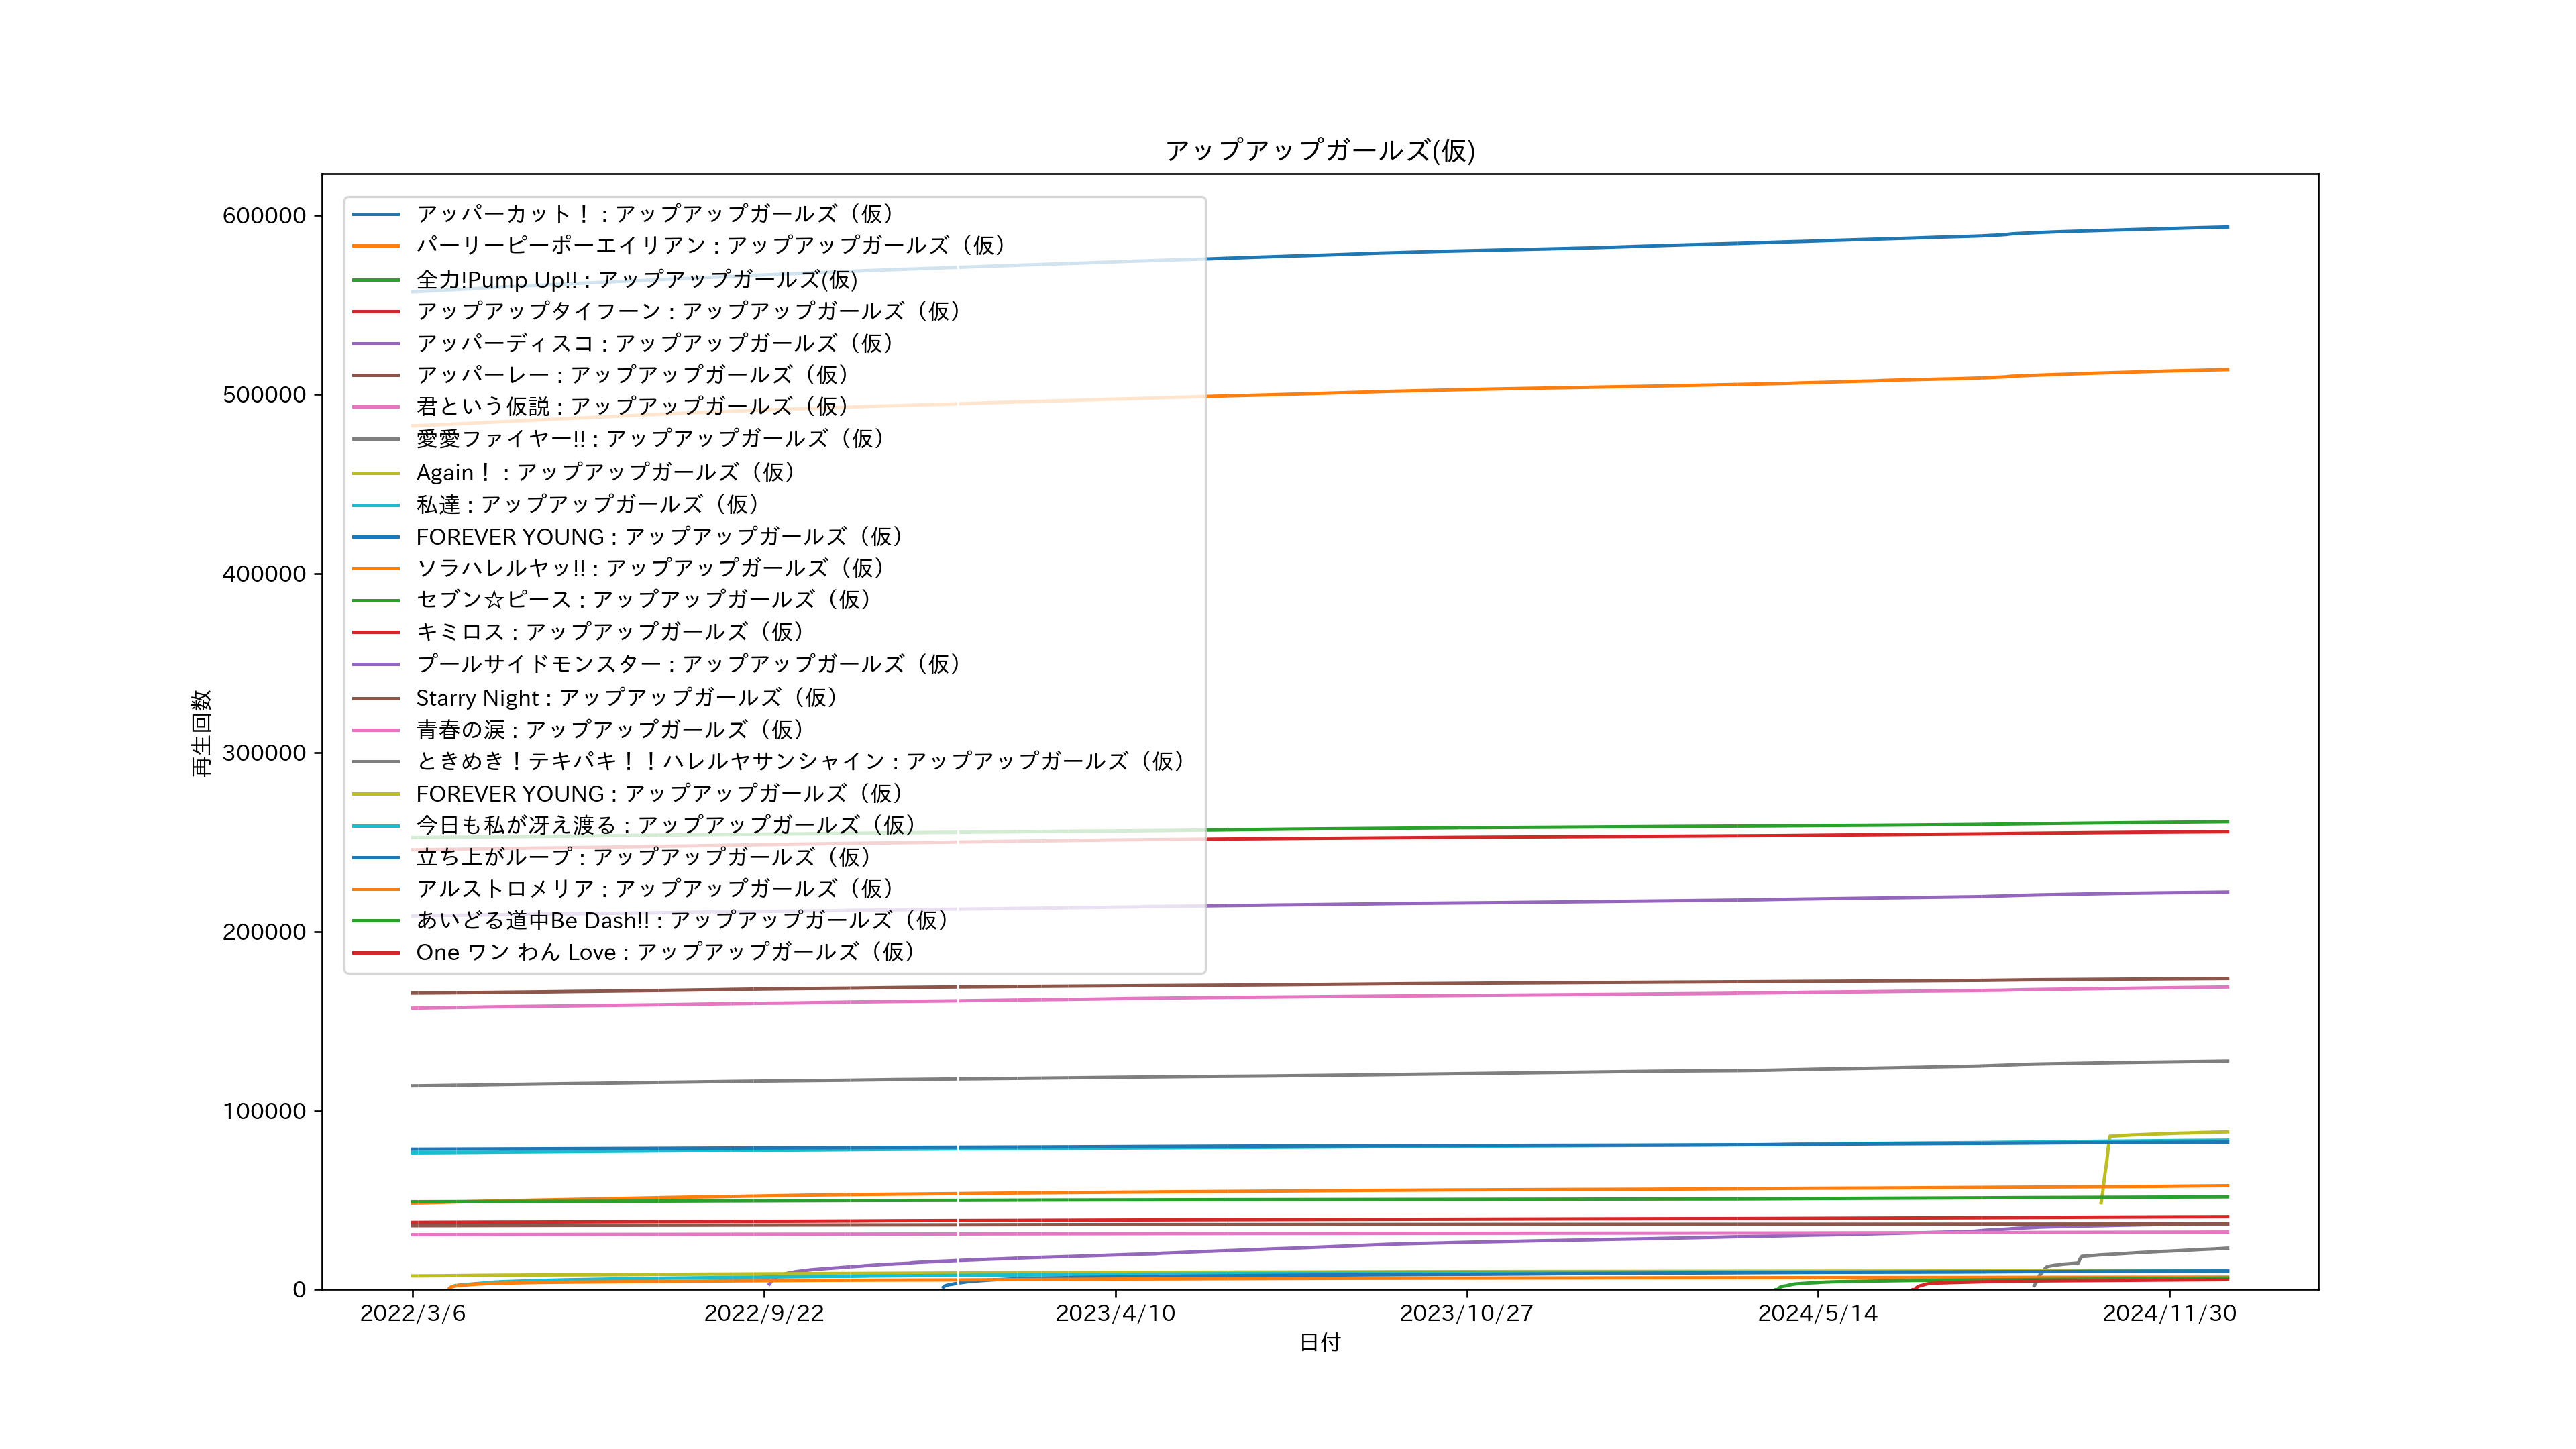 アップアップガールズ(仮)
アッパーカット！ : アップアップガールズ（仮）
パーリーピーポーエイリアン : アップアップガールズ（仮）
全力!Pump Up!! : アップアップガールズ(仮)
アップアップタイフーン : アップアップガールズ（仮）
アッパーディスコ : アップアップガールズ（仮）
アッパーレー : アップアップガールズ（仮）
君という仮説 : アップアップガールズ（仮）
愛愛ファイヤー!! : アップアップガールズ（仮）
Again！ : アップアップガールズ（仮）
私達 : アップアップガールズ（仮）
FOREVER YOUNG : アップアップガールズ（仮）
ソラハレルヤッ!! : アップアップガールズ（仮）
セブン☆ピース : アップアップガールズ（仮）
キミロス : アップアップガールズ（仮）
プールサイドモンスター : アップアップガールズ（仮）
Starry Night : アップアップガールズ（仮）
青春の涙 : アップアップガールズ（仮）
ときめき！テキパキ！！ハレルヤサンシャイン : アップアップガールズ（仮）
FOREVER YOUNG : アップアップガールズ（仮）
今日も私が冴え渡る : アップアップガールズ（仮）
立ち上がループ : アップアップガールズ（仮）
アルストロメリア : アップアップガールズ（仮）
あいどる道中Be Dash!! : アップアップガールズ（仮）
One ワン わん Love : アップアップガールズ（仮）
再生回数
600000
500000
400000
300000
200000
100000
0
2022/3/6
2022/9/22
2023/4/10
2023/10/27
2024/5/14
2024/11/30
日付